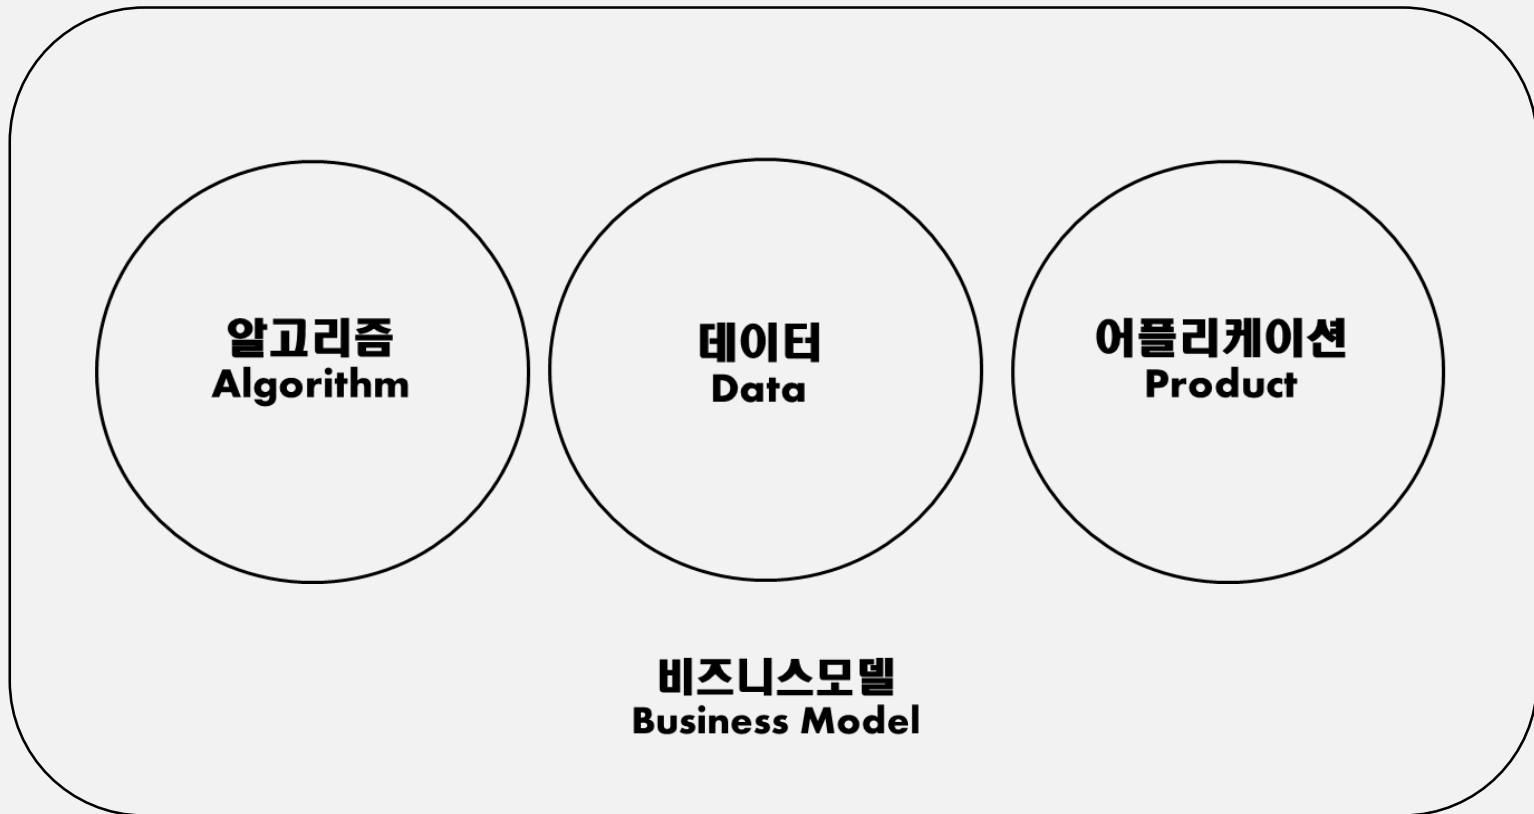 알고리즘
Algorithm
데이터
Data
어플리케이션
Product
비즈니스모델
Business Model